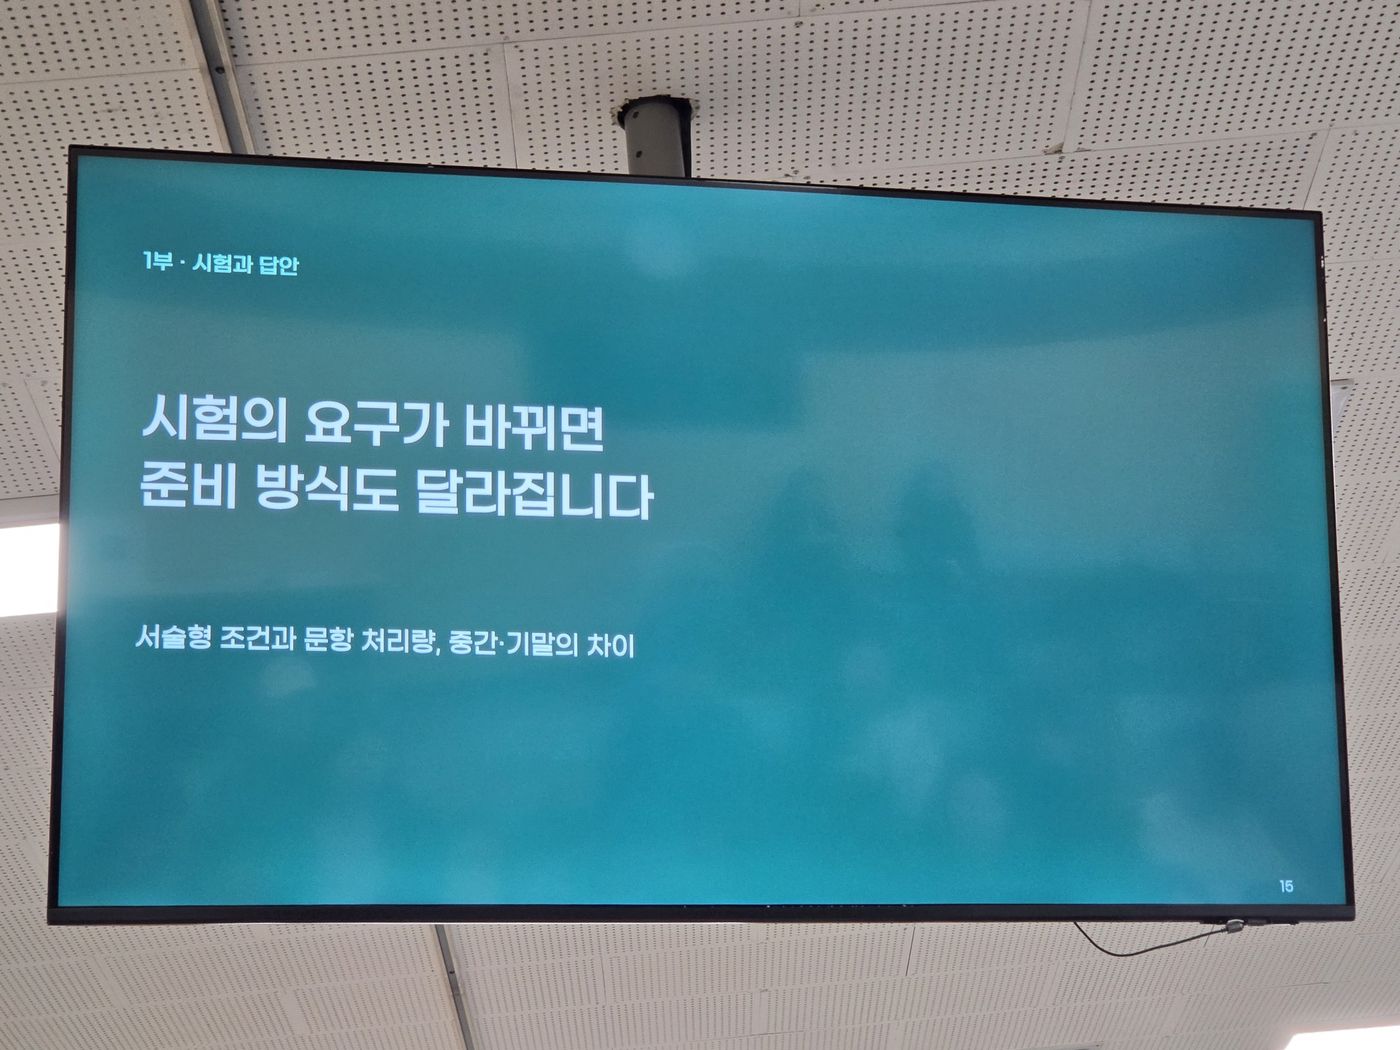 1부 · 시험과 답안
시험의 요구가 바뀌면
준비 방식도 달라집니다
서술형 조건과 문항 처리량, 중간·기말의 차이
15